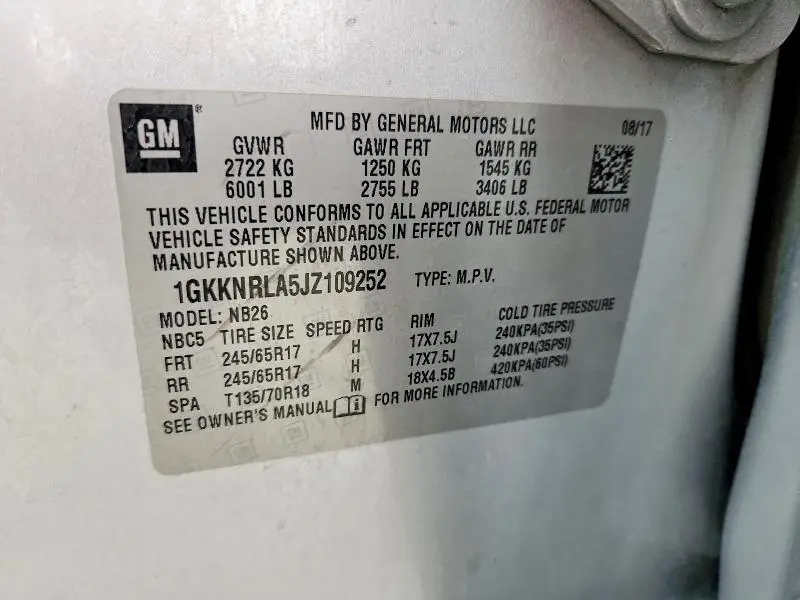 GM®
MFD BY GENERAL MOTORS LLC 08/17
GVWR GAWR FRT GAWR RR
2722 KG 1250 KG 1545 KG
6001 LB 2755 LB 3406 LB
THIS VEHICLE CONFORMS TO ALL APPLICABLE U.S. FEDERAL MOTOR
VEHICLE SAFETY STANDARDS IN EFFECT ON THE DATE OF
MANUFACTURE SHOWN ABOVE.
1GKKNRLA5JZ109252 TYPE: M.P.V.
MODEL: NB26
NBC5 TIRE SIZE SPEED RTG RIM COLD TIRE PRESSURE
FRT 245/65R17 H 17X7.5J 240KPA(35PSI)
RR 245/65R17 H 17X7.5J 240KPA(35PSI)
SPA T135/70R18 M 18X4.5B 420KPA(60PSI)
SEE OWNER'S MANUAL FOR MORE INFORMATION.